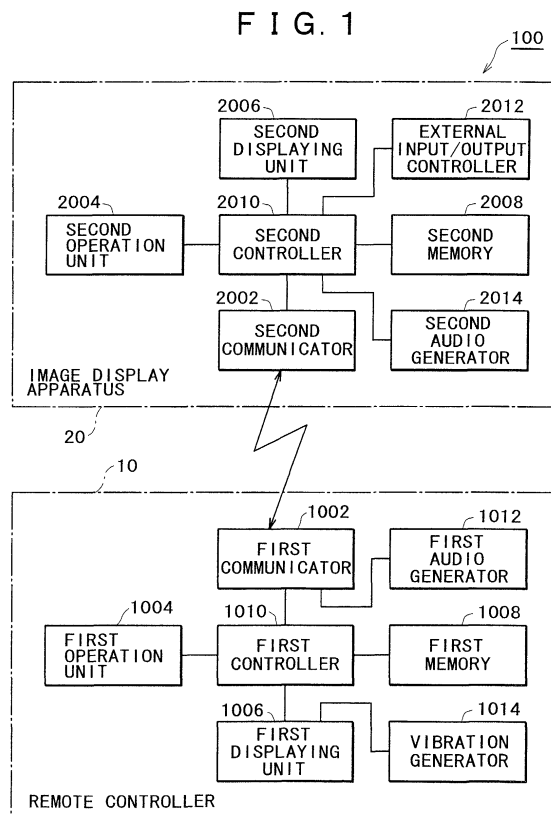 FIG. 1
100
2006
2012
SECOND
DISPLAYING
UNIT
EXTERNAL
INPUT/OUTPUT
CONTROLLER
2004
2010
2008
SECOND
OPERATION
UNIT
SECOND
CONTROLLER
SECOND
MEMORY
2002
2014
SECOND
COMMUNICATOR
SECOND
AUDIO
GENERATOR
IMAGE DISPLAY
APPARATUS
20
10
1002
1012
FIRST
COMMUNICATOR
FIRST
AUDIO
GENERATOR
1004
1010
1008
FIRST
OPERATION
UNIT
FIRST
CONTROLLER
FIRST
MEMORY
1006
1014
FIRST
DISPLAYING
UNIT
VIBRATION
GENERATOR
REMOTE CONTROLLER